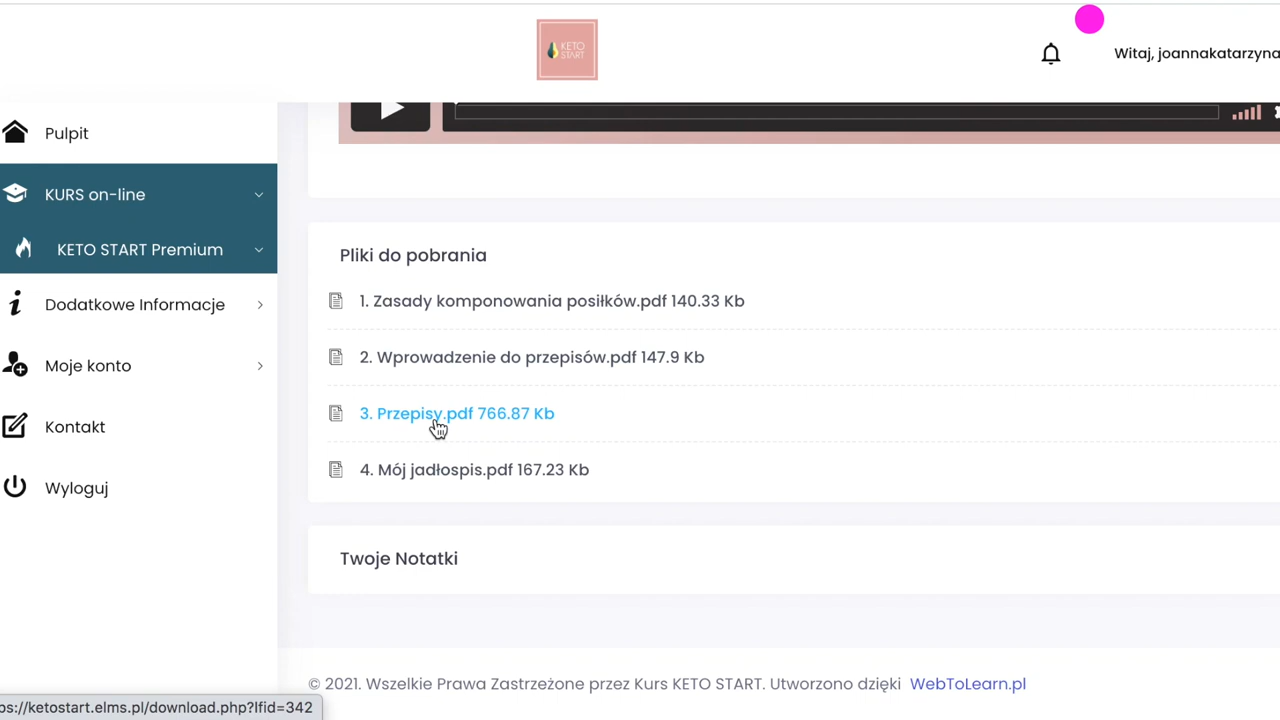 KETO
START
Witaj, joannakatarzyna
Pulpit
KURS on-line
KETO START Premium
Dodatkowe Informacje
Moje konto
Kontakt
Wyloguj
Pliki do pobrania
1. Zasady komponowania posiłków.pdf 140.33 Kb
2. Wprowadzenie do przepisów.pdf 147.9 Kb
3. Przepisy.pdf 766.87 Kb
4. Mój jadłospis.pdf 167.23 Kb
Twoje Notatki
© 2021. Wszelkie Prawa Zastrzeżone przez Kurs KETO START. Utworzono dzięki WebToLearn.pl
ps://ketostart.elms.pl/download.php?lfid=342